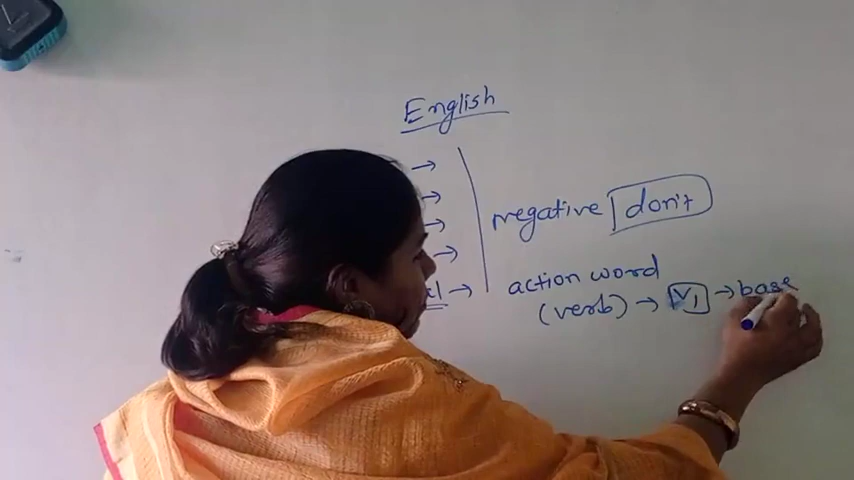 English
→
→
negative don't
→
→
action word
→
(verb) → V1 → base